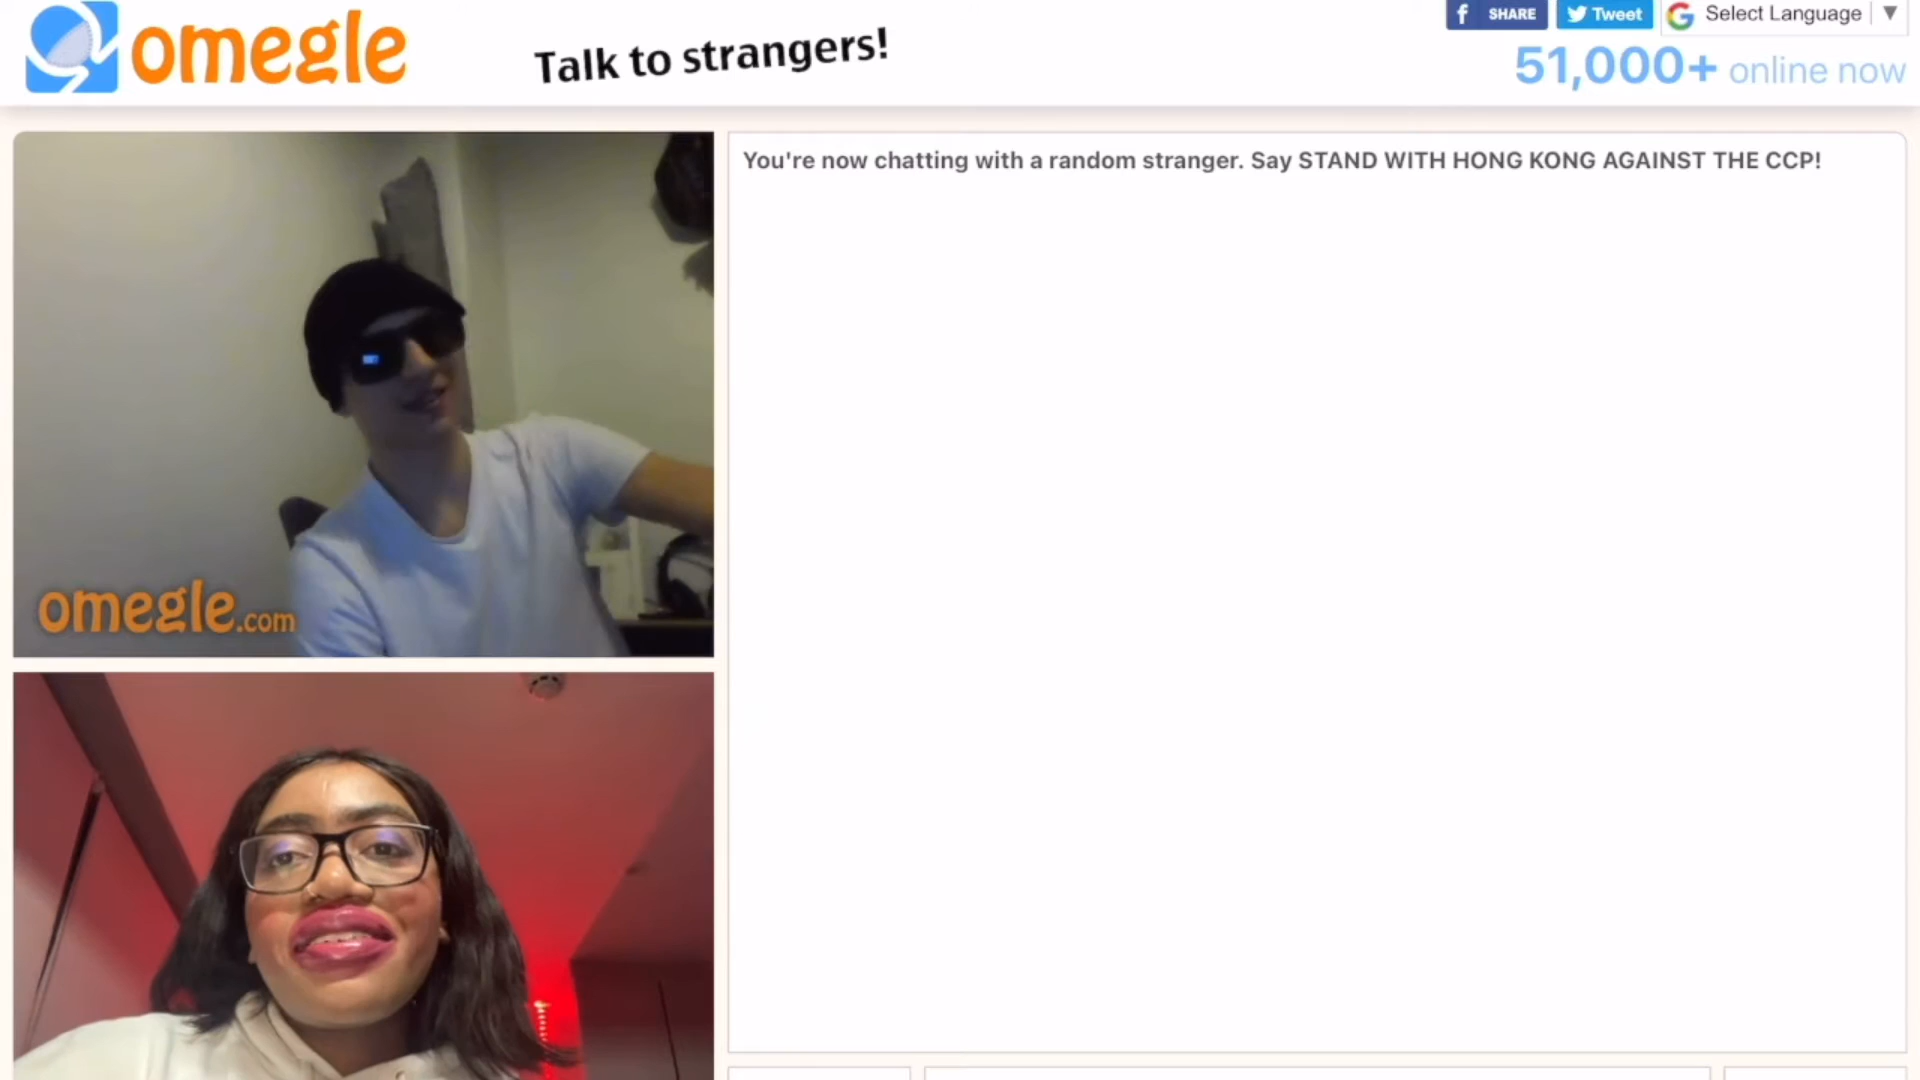 omegle
Talk to strangers!
SHARE
Tweet
Select Language
51,000+ online now
You're now chatting with a random stranger. Say STAND WITH HONG KONG AGAINST THE CCP!
omegle.com